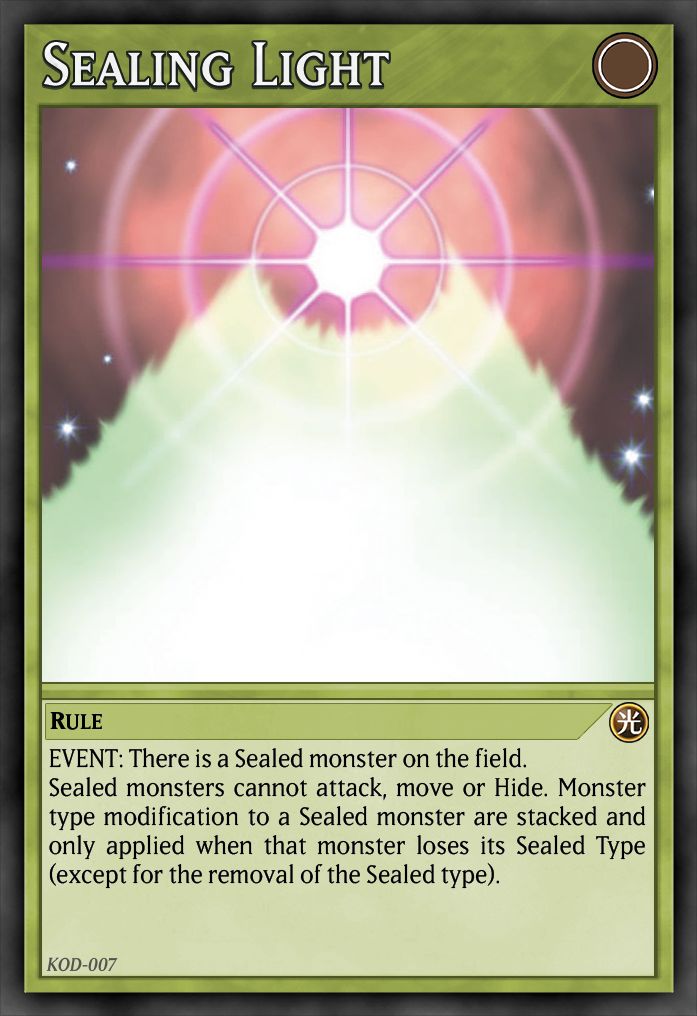 Sealing Light
Rule
光
EVENT: There is a Sealed monster on the field.
Sealed monsters cannot attack, move or Hide. Monster
type modification to a Sealed monster are stacked and
only applied when that monster loses its Sealed Type
(except for the removal of the Sealed type).
KOD-007